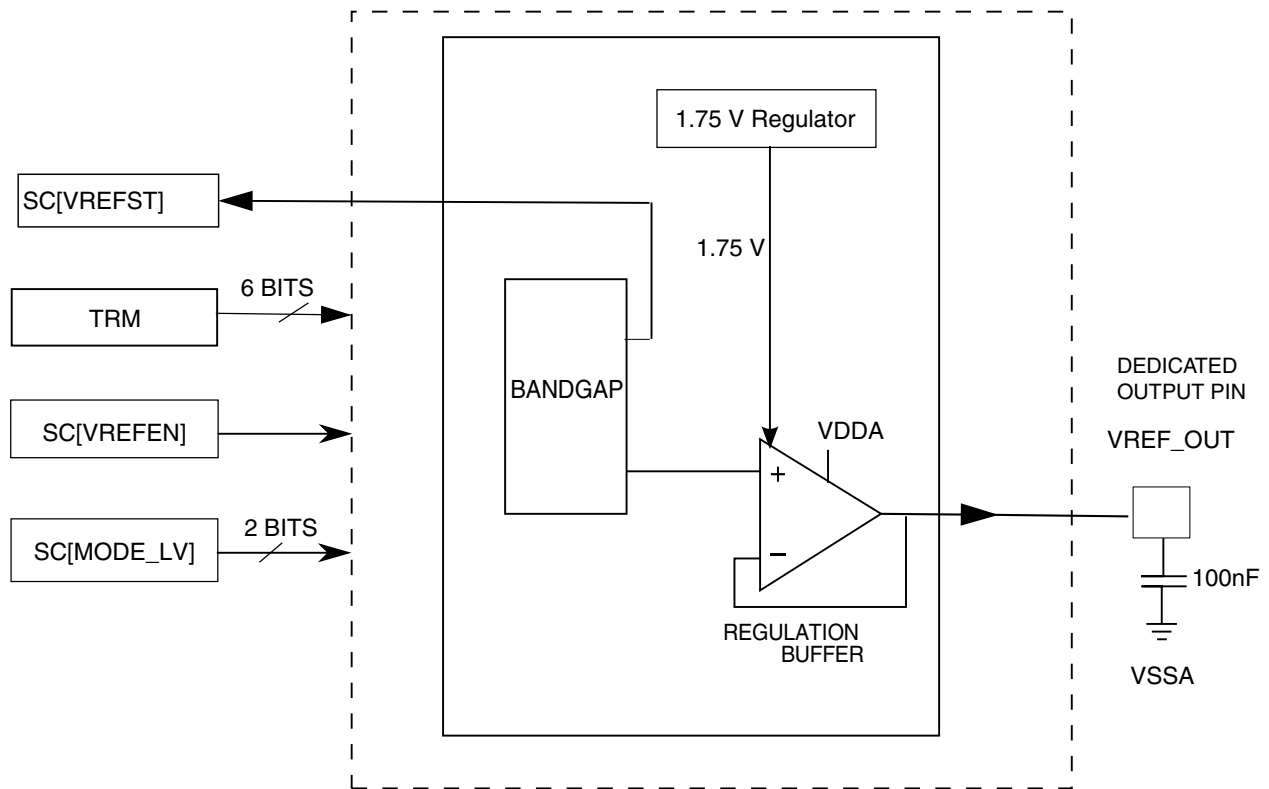 1.75 V Regulator
SC[VREFST]
1.75 V
6 BITS
TRM
BANDGAP
DEDICATED
OUTPUT PIN
SC[VREFEN]
VDDA
VREF_OUT
+
2 BITS
SC[MODE_LV]
−
100nF
REGULATION
BUFFER
VSSA